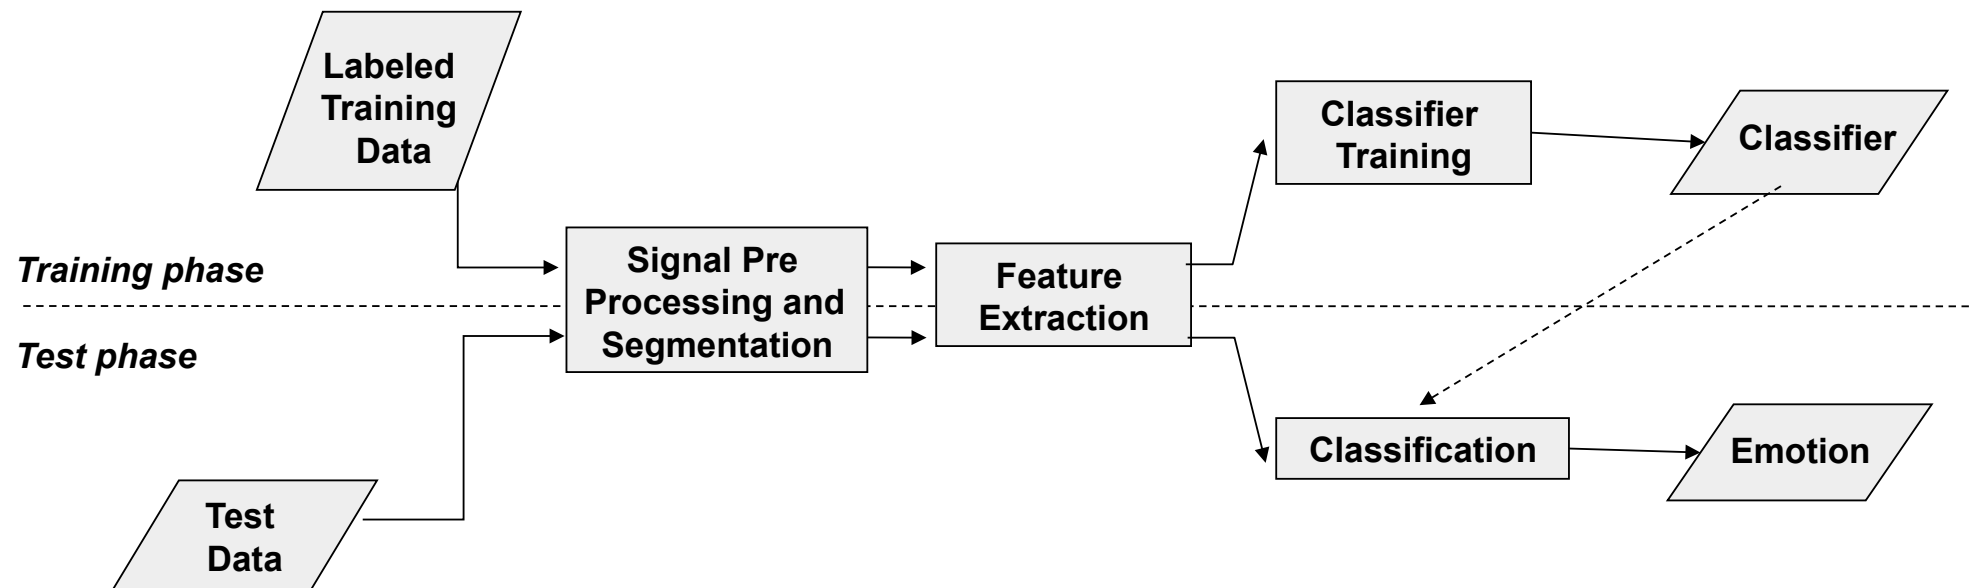 Labeled
Training
Data
Classifier
Training
Classifier
Training phase
Signal Pre
Processing and
Segmentation
Feature
Extraction
Test phase
Classification
Emotion
Test
Data